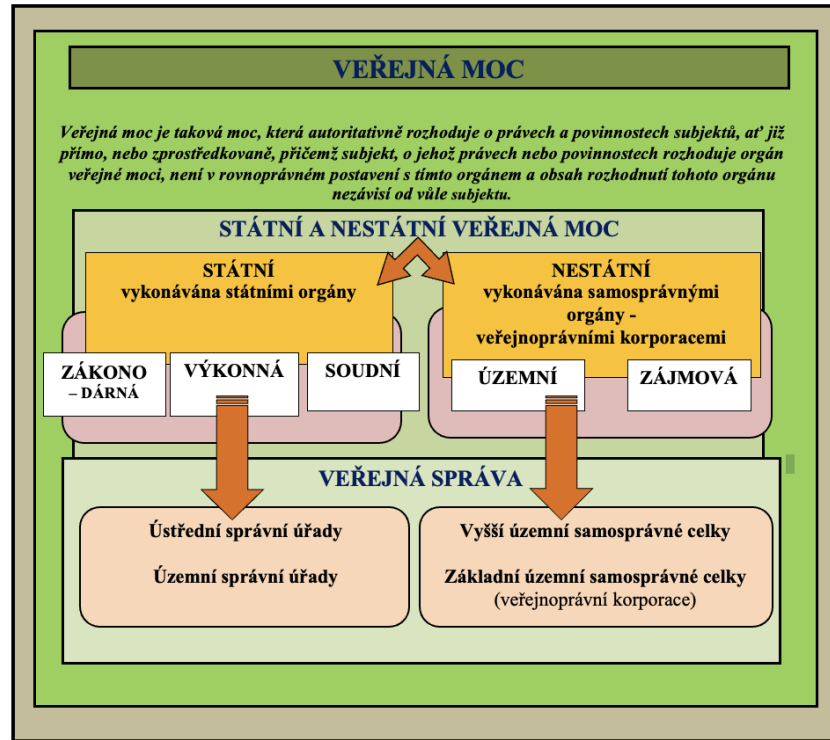 VEŘEJNÁ MOC
Veřejná moc je taková moc, která autoritativně rozhoduje o právech a povinnostech subjektů, ať již
přímo, nebo zprostředkovaně, přičemž subjekt, o jehož právech nebo povinnostech rozhoduje orgán
veřejné moci, není v rovnoprávném postavení s tímto orgánem a obsah rozhodnutí tohoto orgánu
nezávisí od vůle subjektu.
STÁTNÍ A NESTÁTNÍ VEŘEJNÁ MOC
STÁTNÍ
vykonávána státními orgány
ZÁKONO
– DÁRNÁ
VÝKONNÁ
SOUDNÍ
NESTÁTNÍ
vykonávána samosprávnými
orgány -
veřejnoprávními korporacemi
ÚZEMNÍ
ZÁJMOVÁ
VEŘEJNÁ SPRÁVA
Ústřední správní úřady
Územní správní úřady
Vyšší územní samosprávné celky
Základní územní samosprávné celky
(veřejnoprávní korporace)